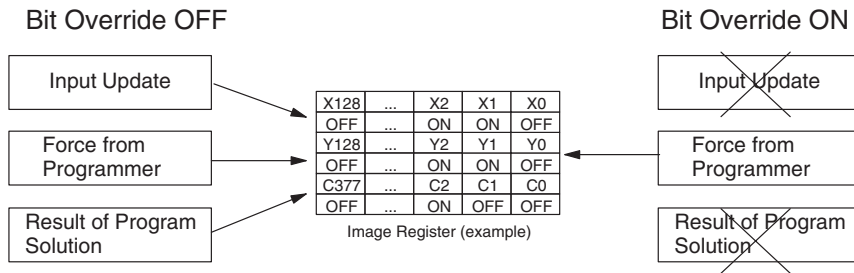 Bit Override OFF
Bit Override ON
Input Update
Force from
Programmer
Result of Program
Solution
X128 ... X2 X1 X0
OFF ... ON ON OFF
Y128 ... Y2 Y1 Y0
OFF ... ON ON OFF
C377 ... C2 C1 C0
OFF ... ON OFF OFF
Image Register (example)
Input Update
Force from
Programmer
Result of Program
Solution